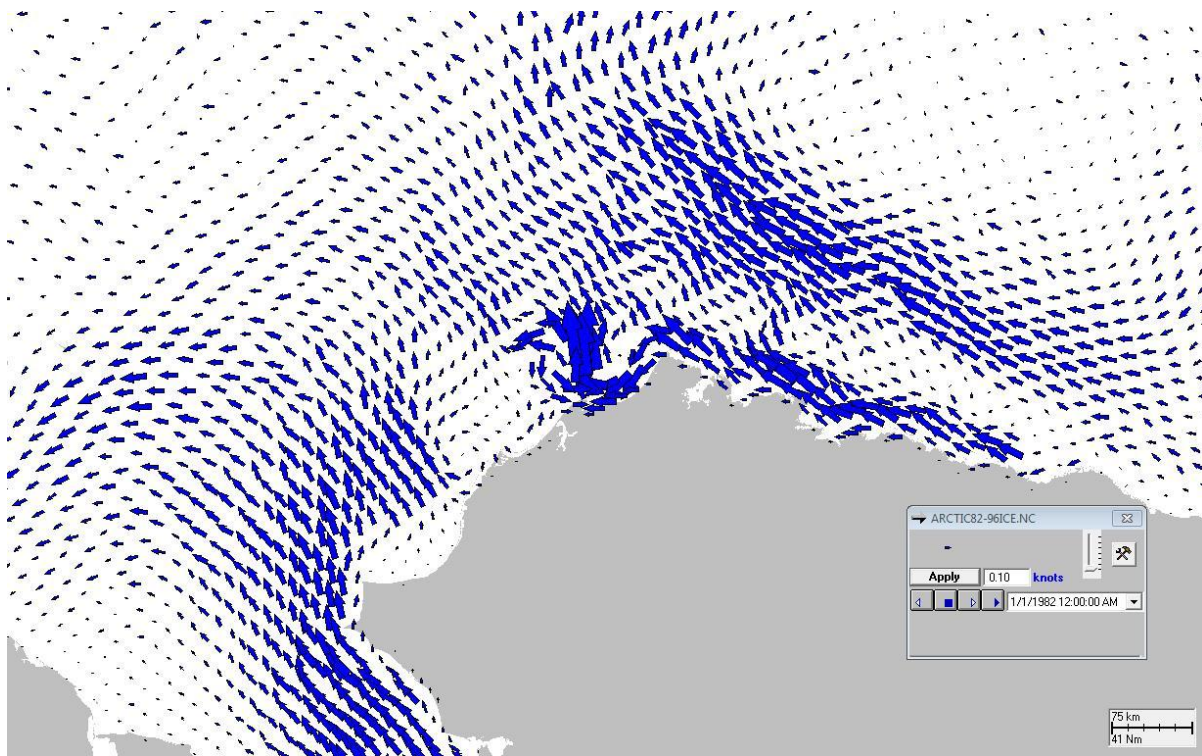 ARCTIC82-96ICE.NC
Apply 0.10 knots
1/1/1982 12:00:00 AM
75 km
41 Nm